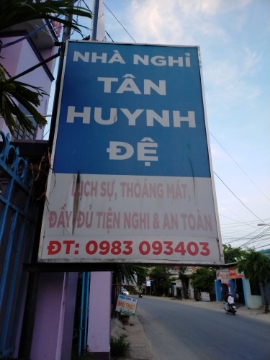 NHÀ NGHỈ
TÂN
HUYNH
ĐỆ
LỊCH SỰ, THOÁNG MÁT,
ĐẦY ĐỦ TIỆN NGHI & AN TOÀN
ĐT: 0983 093403